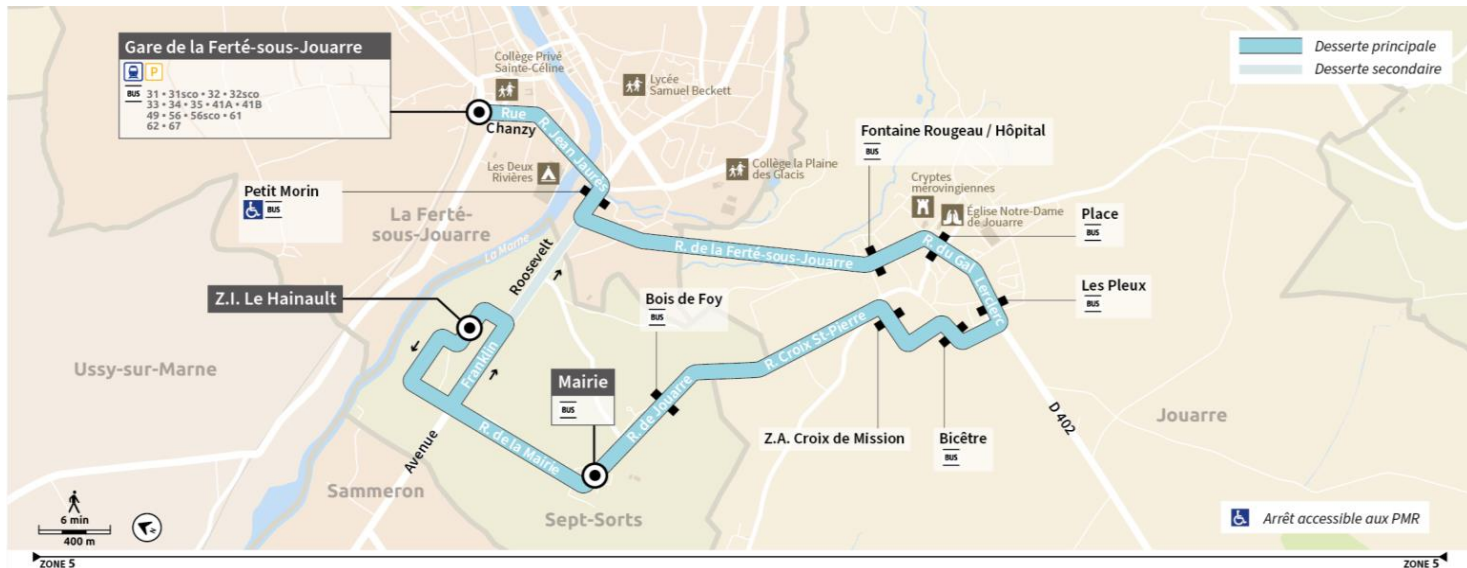 Gare de la Ferté-sous-Jouarre
P
BUS
31 • 31sco • 32 • 32sco
33 • 34 • 35 • 41A • 41B
49 • 56 • 56sco • 61
62 • 67
Collège Privé
Sainte-Céline
Lycée
Samuel Beckett
Desserte principale
Desserte secondaire
Rue
Chanzy
R. Jean Jaurès
Fontaine Rougeau / Hôpital
BUS
Les Deux
Rivières
Collège la Plaine
des Glacis
Petit Morin
BUS
Cryptes
mérovingiennes
Église Notre-Dame
de Jouarre
Place
BUS
La Ferté-
sous-Jouarre
La Marne
R. de la Ferté-sous-Jouarre
R. du Gal
Lerclerc
Roosevelt
Z.I. Le Hainault
Bois de Foy
BUS
Les Pleux
BUS
Ussy-sur-Marne
Franklin
R. Croix St-Pierre
Mairie
BUS
R. de Jouarre
D 402
Jouarre
Z.A. Croix de Mission
Bicêtre
BUS
R. de la Mairie
Avenue
Sammeron
Sept-Sorts
6 min
400 m
N
Arrêt accessible aux PMR
ZONE 5
ZONE 5